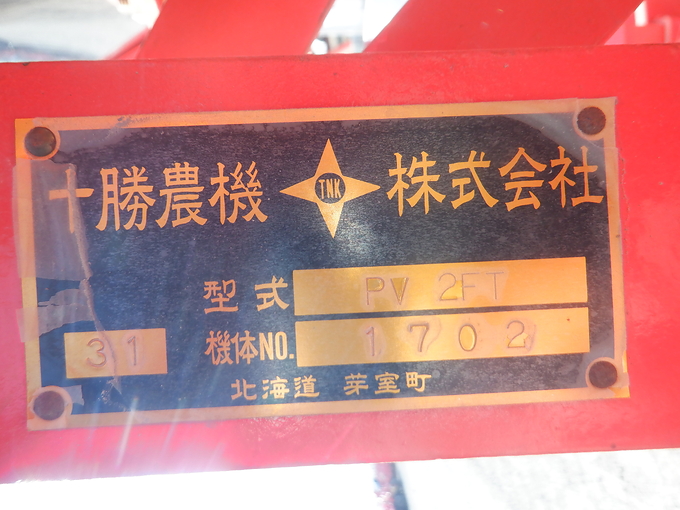 十勝農機 TNK 株式会社
型式 PV 2FT
31 機体NO. 1702
北海道 芽室町